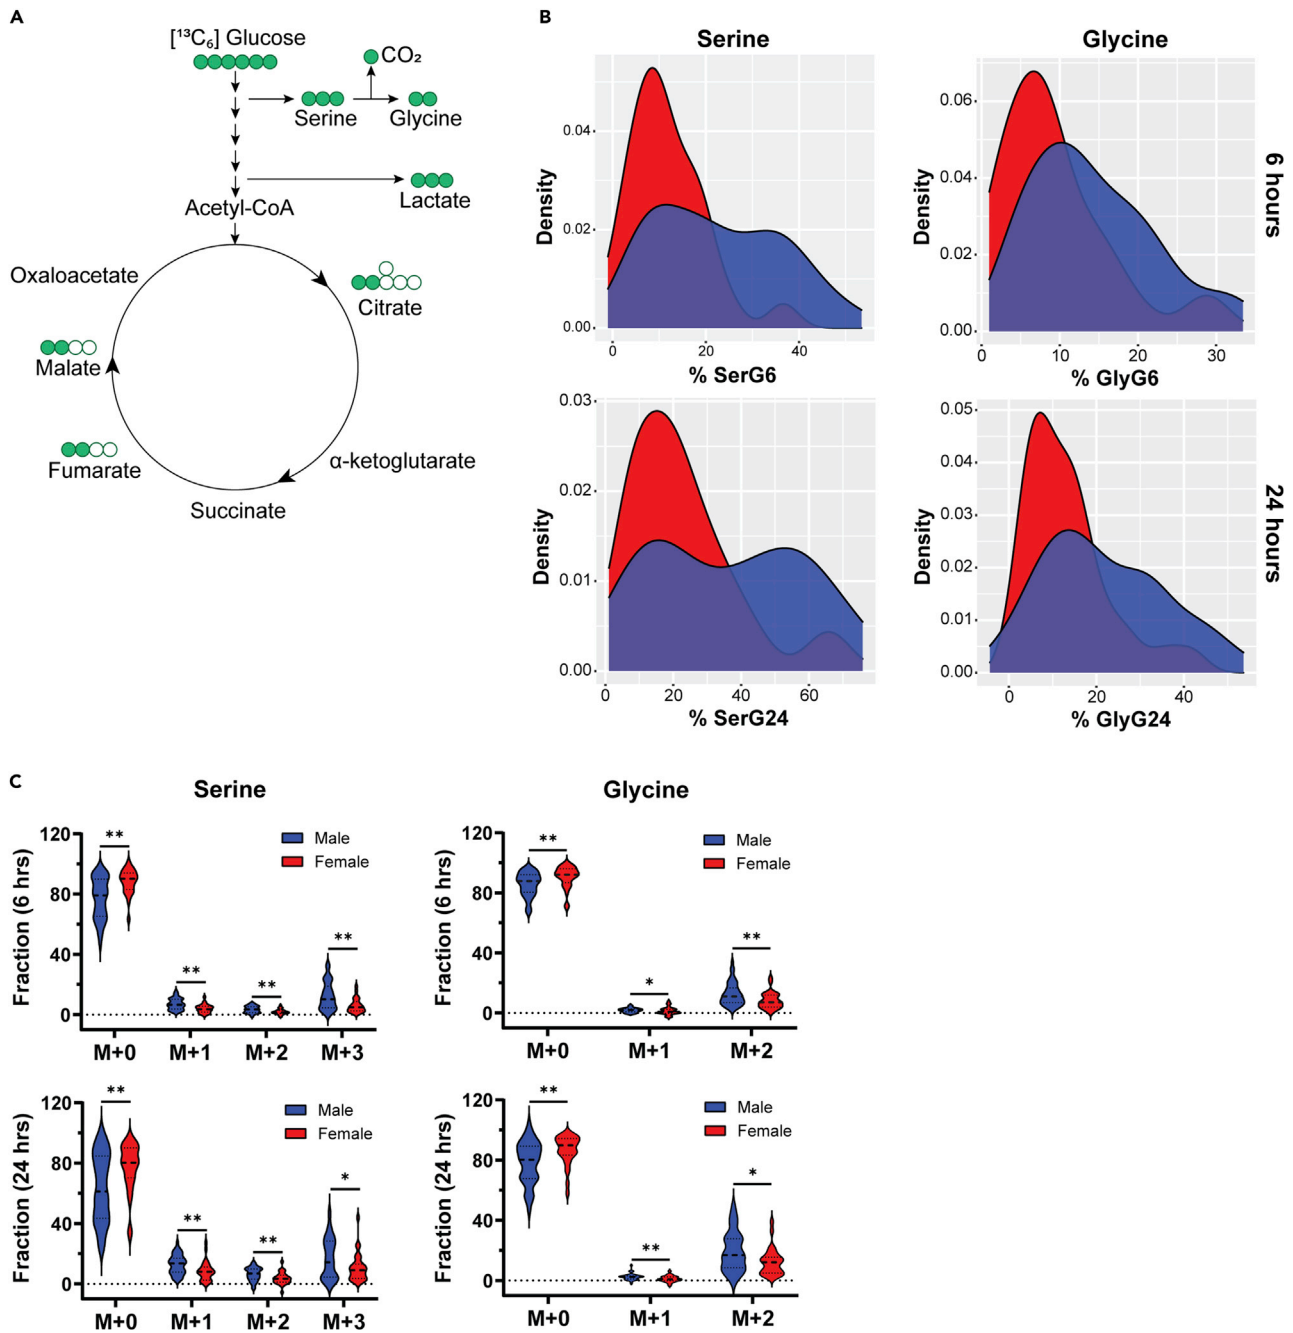 A
[¹³C₆] Glucose
CO₂
Serine
Glycine
Lactate
Acetyl-CoA
Oxaloacetate
Citrate
Malate
Fumarate
α-ketoglutarate
Succinate
B
Serine
Glycine
Density
0.04
0.02
0.00
0
20
40
% SerG6
Density
0.06
0.04
0.02
0.00
0
10
20
30
% GlyG6
6 hours
Density
0.03
0.02
0.01
0.00
0
20
40
60
% SerG24
Density
0.05
0.04
0.03
0.02
0.01
0.00
0
20
40
% GlyG24
24 hours
C
Serine
Glycine
Fraction (6 hrs)
120
80
40
0
**
**
**
**
Male
Female
M+0
M+1
M+2
M+3
Fraction (6 hrs)
120
80
40
0
**
*
**
Male
Female
M+0
M+1
M+2
Fraction (24 hrs)
120
80
40
0
**
**
**
*
Male
Female
M+0
M+1
M+2
M+3
Fraction (24 hrs)
120
80
40
0
**
**
*
Male
Female
M+0
M+1
M+2